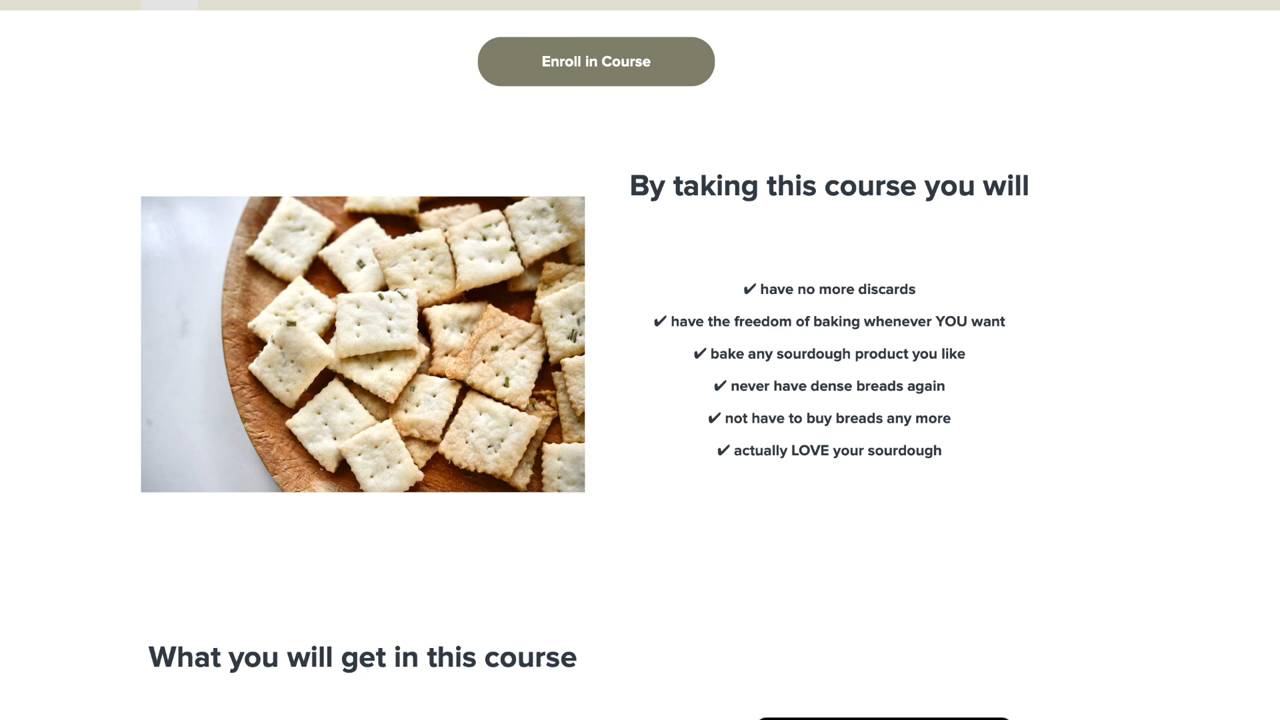 Enroll in Course
By taking this course you will
✔ have no more discards
✔ have the freedom of baking whenever YOU want
✔ bake any sourdough product you like
✔ never have dense breads again
✔ not have to buy breads any more
✔ actually LOVE your sourdough
What you will get in this course